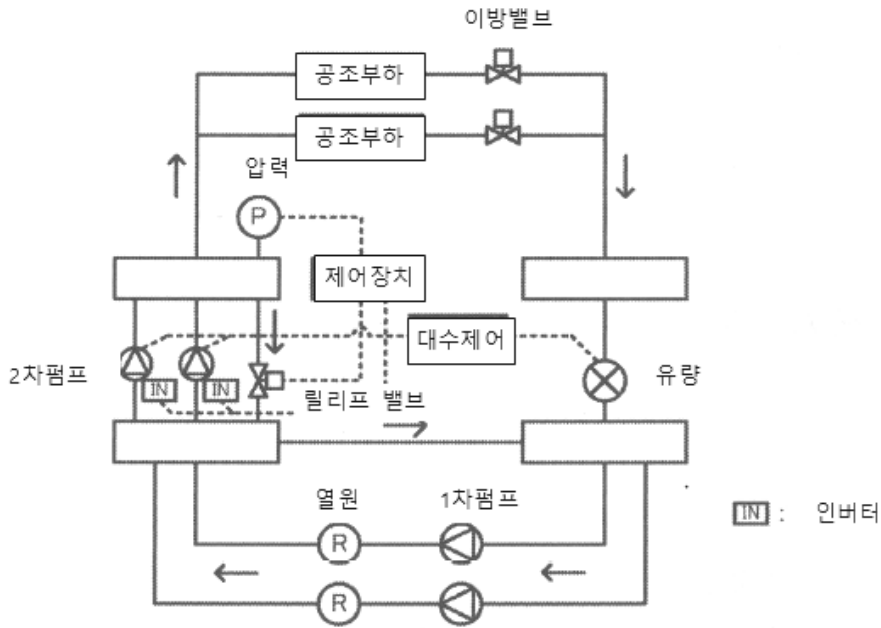 이방밸브
공조부하
공조부하
압력
P
제어장치
대수제어
2차펌프
IN
IN
릴리프 밸브
유량
열원
1차펌프
R
IN : 인버터
R